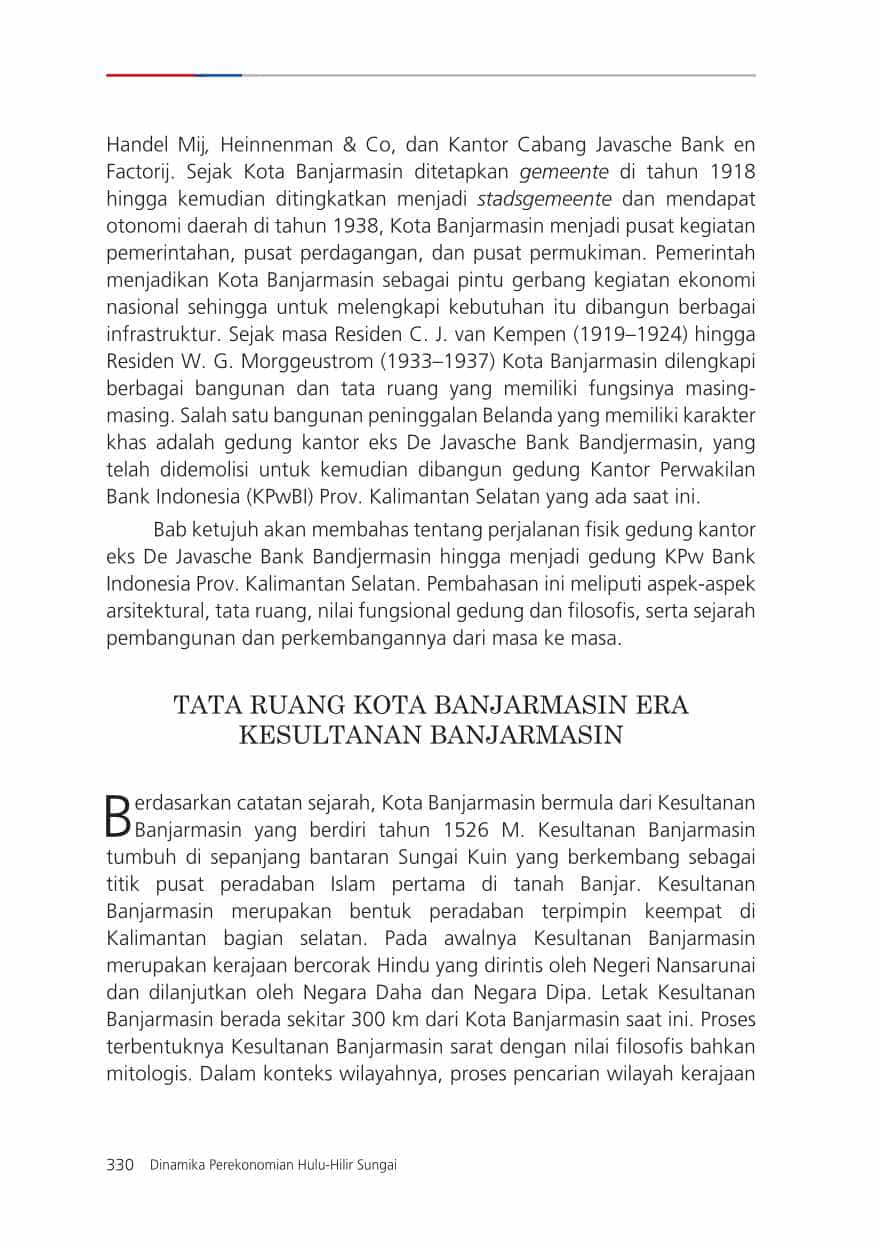 Handel Mij, Heinnenman & Co, dan Kantor Cabang Javasche Bank en
Factorij. Sejak Kota Banjarmasin ditetapkan gemeente di tahun 1918
hingga kemudian ditingkatkan menjadi stadsgemeente dan mendapat
otonomi daerah di tahun 1938, Kota Banjarmasin menjadi pusat kegiatan
pemerintahan, pusat perdagangan, dan pusat permukiman. Pemerintah
menjadikan Kota Banjarmasin sebagai pintu gerbang kegiatan ekonomi
nasional sehingga untuk melengkapi kebutuhan itu dibangun berbagai
infrastruktur. Sejak masa Residen C. J. van Kempen (1919–1924) hingga
Residen W. G. Morggeustrom (1933–1937) Kota Banjarmasin dilengkapi
berbagai bangunan dan tata ruang yang memiliki fungsinya masing-
masing. Salah satu bangunan peninggalan Belanda yang memiliki karakter
khas adalah gedung kantor eks De Javasche Bank Bandjermasin, yang
telah didemolisi untuk kemudian dibangun gedung Kantor Perwakilan
Bank Indonesia (KPwBI) Prov. Kalimantan Selatan yang ada saat ini.
Bab ketujuh akan membahas tentang perjalanan fisik gedung kantor
eks De Javasche Bank Bandjermasin hingga menjadi gedung KPw Bank
Indonesia Prov. Kalimantan Selatan. Pembahasan ini meliputi aspek-aspek
arsitektural, tata ruang, nilai fungsional gedung dan filosofis, serta sejarah
pembangunan dan perkembangannya dari masa ke masa.
TATA RUANG KOTA BANJARMASIN ERA
KESULTANAN BANJARMASIN
Berdasarkan catatan sejarah, Kota Banjarmasin bermula dari Kesultanan
Banjarmasin yang berdiri tahun 1526 M. Kesultanan Banjarmasin
tumbuh di sepanjang bantaran Sungai Kuin yang berkembang sebagai
titik pusat peradaban Islam pertama di tanah Banjar. Kesultanan
Banjarmasin merupakan bentuk peradaban terpimpin keempat di
Kalimantan bagian selatan. Pada awalnya Kesultanan Banjarmasin
merupakan kerajaan bercorak Hindu yang dirintis oleh Negeri Nansarunai
dan dilanjutkan oleh Negara Daha dan Negara Dipa. Letak Kesultanan
Banjarmasin berada sekitar 300 km dari Kota Banjarmasin saat ini. Proses
terbentuknya Kesultanan Banjarmasin sarat dengan nilai filosofis bahkan
mitologis. Dalam konteks wilayahnya, proses pencarian wilayah kerajaan
330 Dinamika Perekonomian Hulu-Hilir Sungai